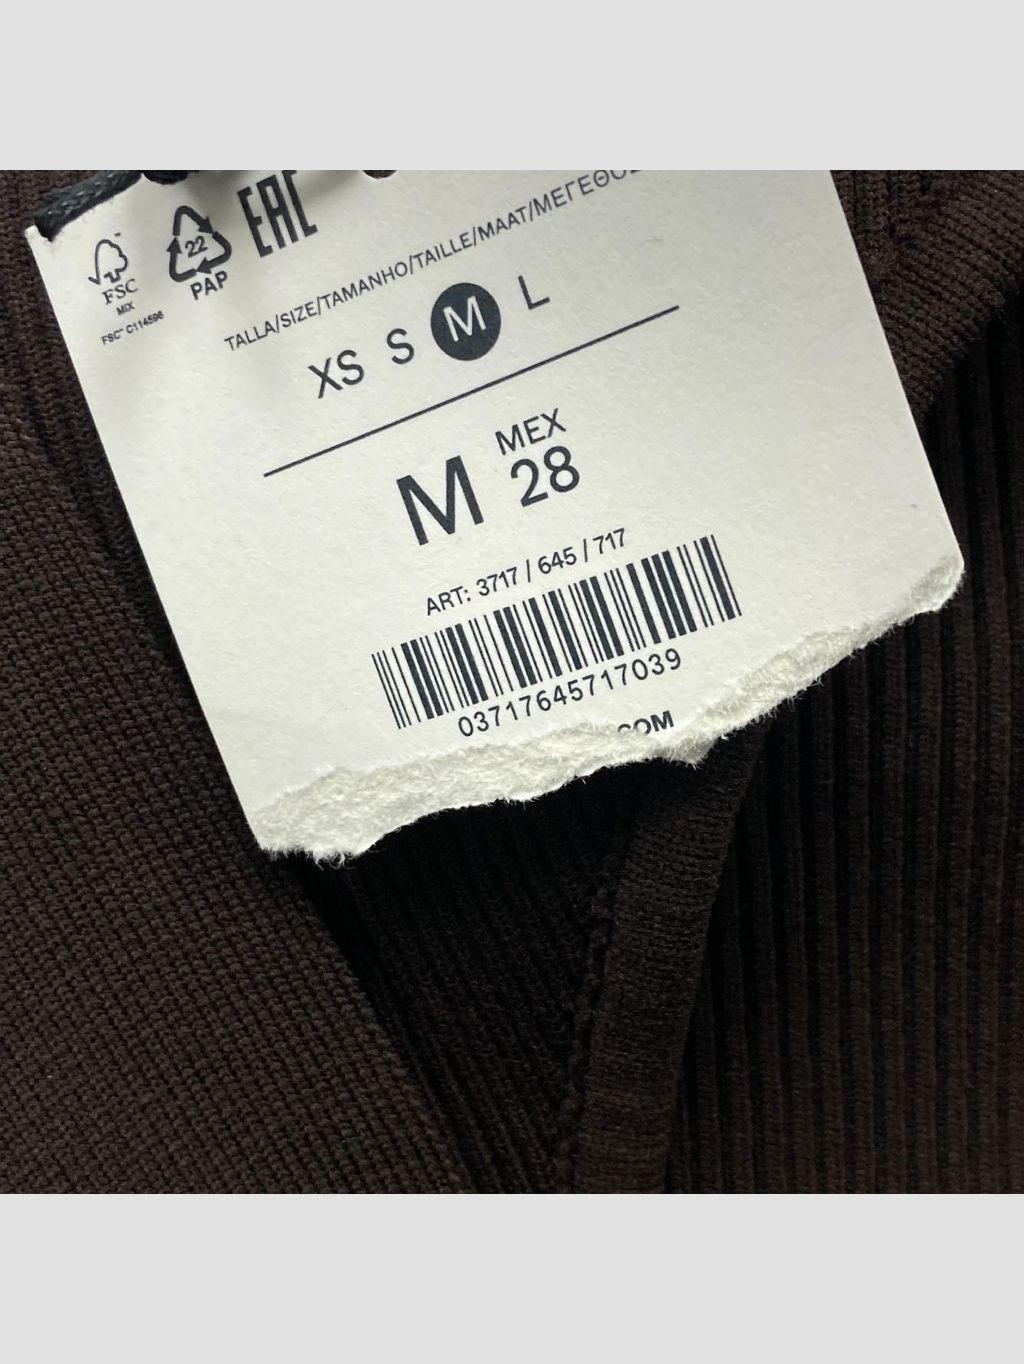 FSC
MIX
FSC™ C114596
22
PAP
EAC
TALLA/SIZE/TAMANHO/TAILLE/MAAT/ΜΕΓΕΘΟΣ
XS S M L
M MEX 28
ART: 3717 / 645 / 717
03717645717039
.COM